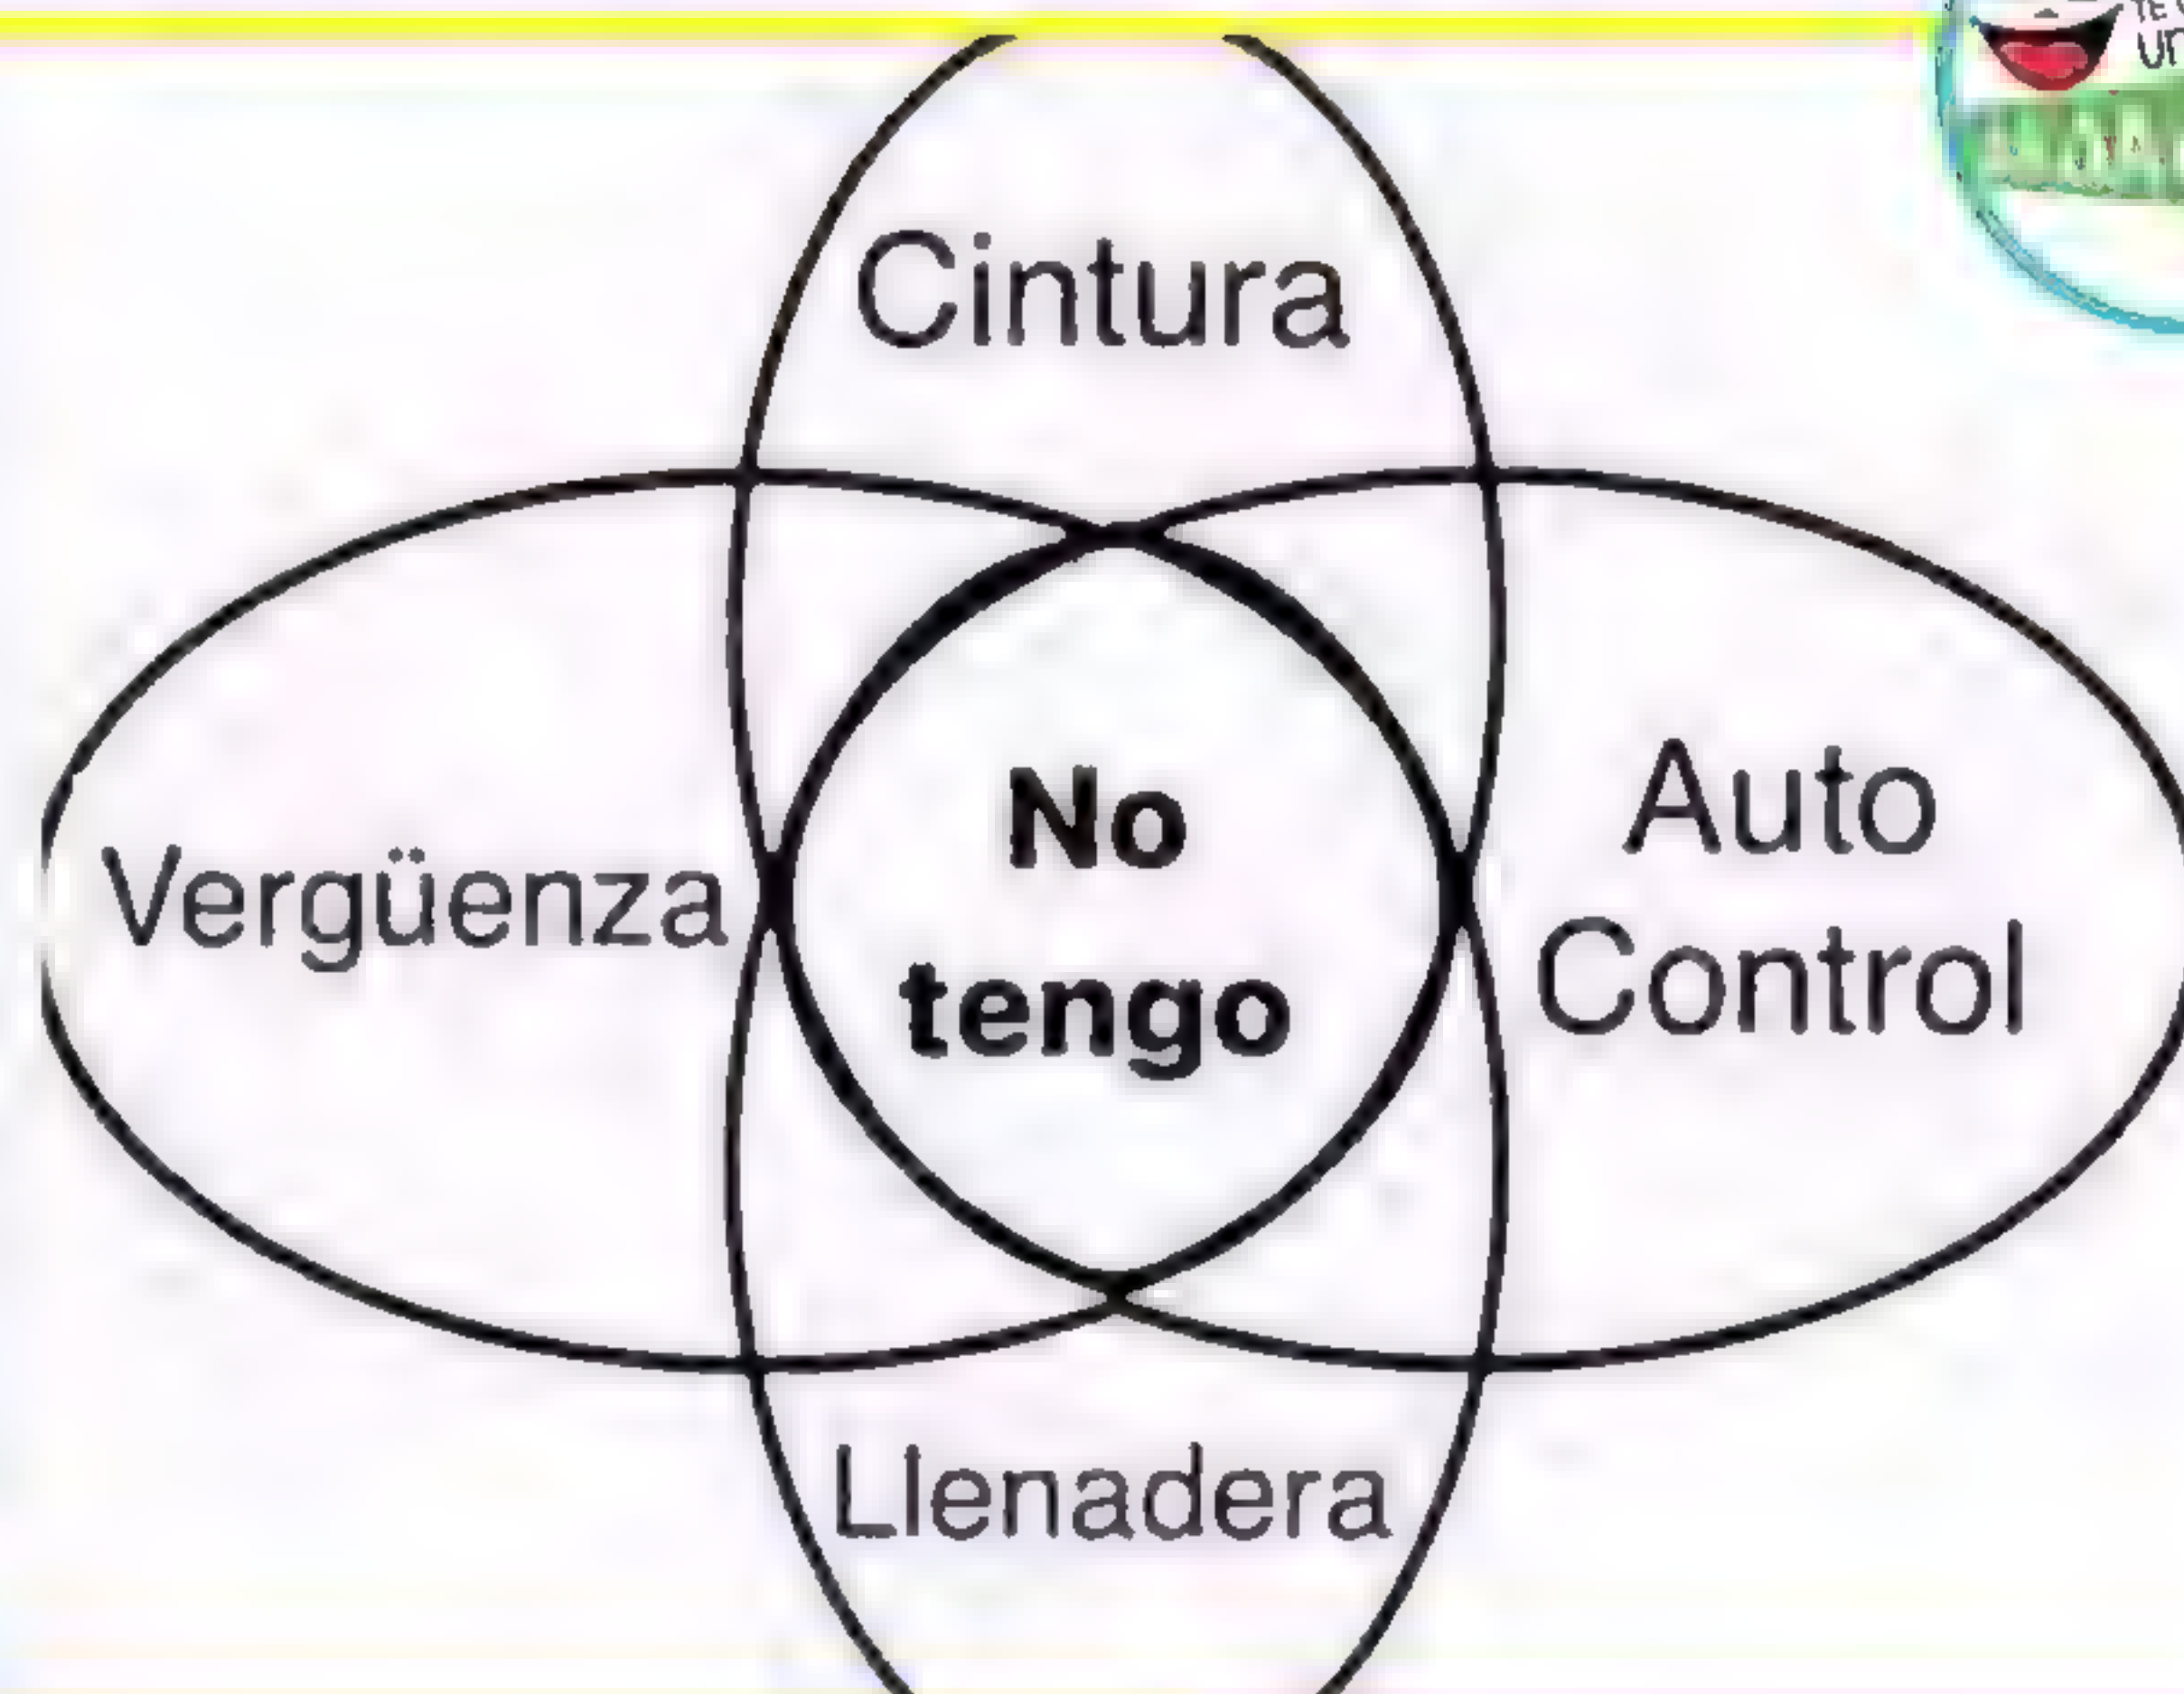 Cintura
Vergüenza
No
tengo
Auto
Control
Llenadera